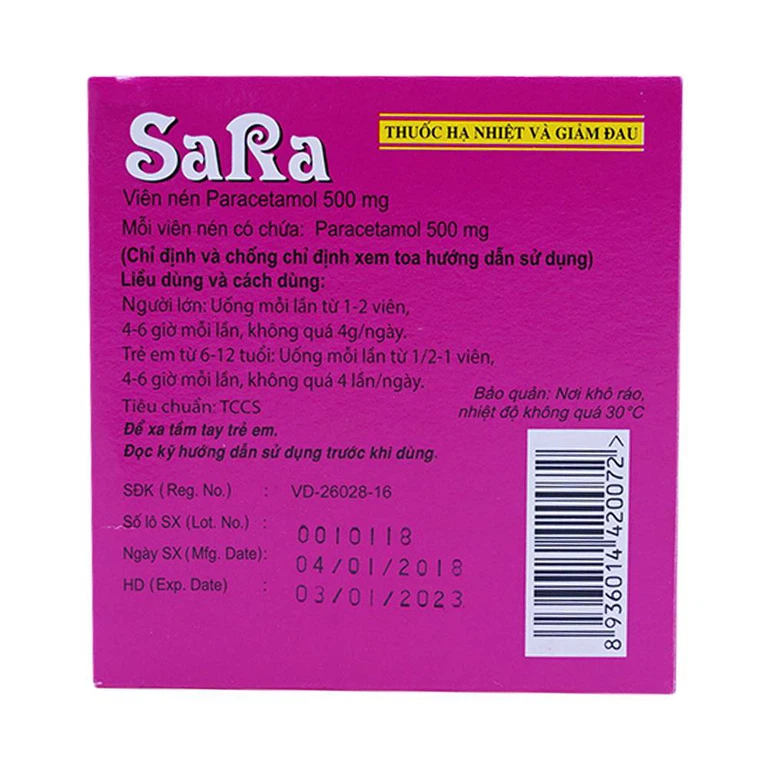 SaRa
THUỐC HẠ NHIỆT VÀ GIẢM ĐAU
Viên nén Paracetamol 500 mg
Mỗi viên nén có chứa: Paracetamol 500 mg
(Chỉ định và chống chỉ định xem toa hướng dẫn sử dụng)
Liều dùng và cách dùng:
Người lớn: Uống mỗi lần từ 1-2 viên,
4-6 giờ mỗi lần, không quá 4g/ngày.
Trẻ em từ 6-12 tuổi: Uống mỗi lần từ 1/2-1 viên,
4-6 giờ mỗi lần, không quá 4 lần/ngày.
Tiêu chuẩn: TCCS
Để xa tầm tay trẻ em.
Đọc kỹ hướng dẫn sử dụng trước khi dùng.
Bảo quản: Nơi khô ráo,
nhiệt độ không quá 30°C
SĐK (Reg. No.) : VD-26028-16
Số lô SX (Lot. No.) : 0010118
Ngày SX (Mfg. Date): 04/01/2018
HD (Exp. Date) : 03/01/2023
8 936014 420072 >